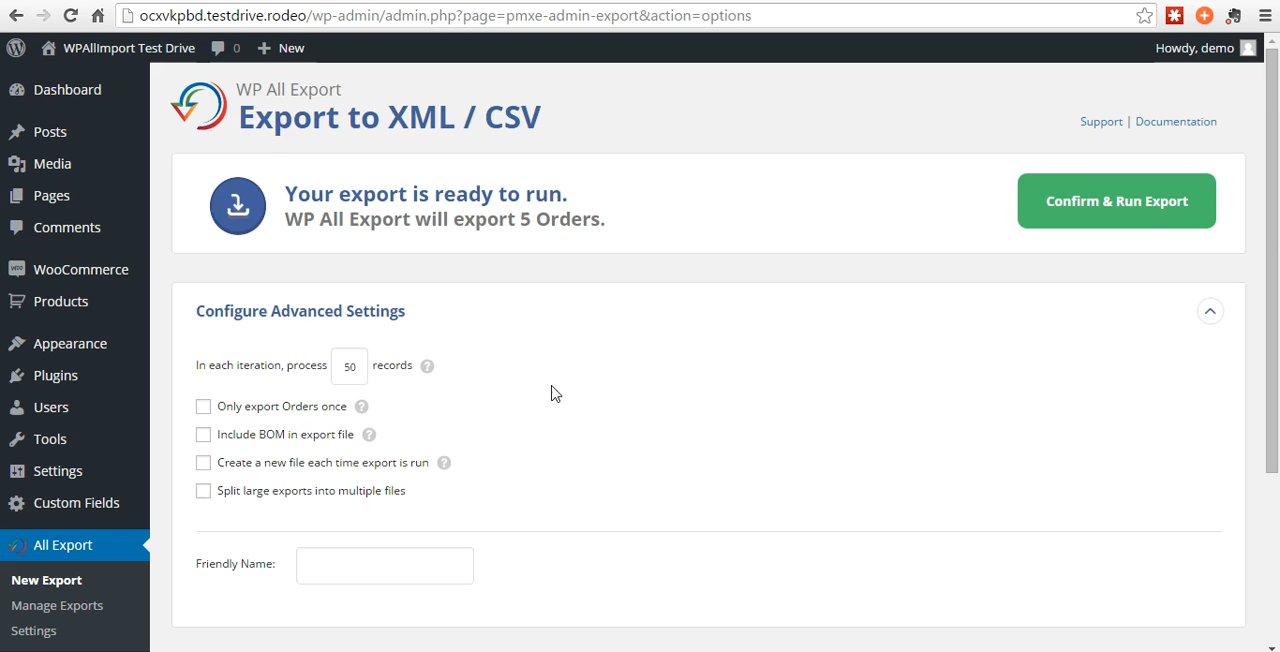 ocxvkpbd.testdrive.rodeo/wp-admin/admin.php?page=pmxe-admin-export&action=options
WPAllImport Test Drive 0 New Howdy, demo
Dashboard
Posts
Media
Pages
Comments
WooCommerce
Products
Appearance
Plugins
Users
Tools
Settings
Custom Fields
All Export
New Export
Manage Exports
Settings
WP All Export
Export to XML / CSV
Support | Documentation
Your export is ready to run.
WP All Export will export 5 Orders.
Confirm & Run Export
Configure Advanced Settings
In each iteration, process 50 records ?
Only export Orders once ?
Include BOM in export file ?
Create a new file each time export is run ?
Split large exports into multiple files
Friendly Name: